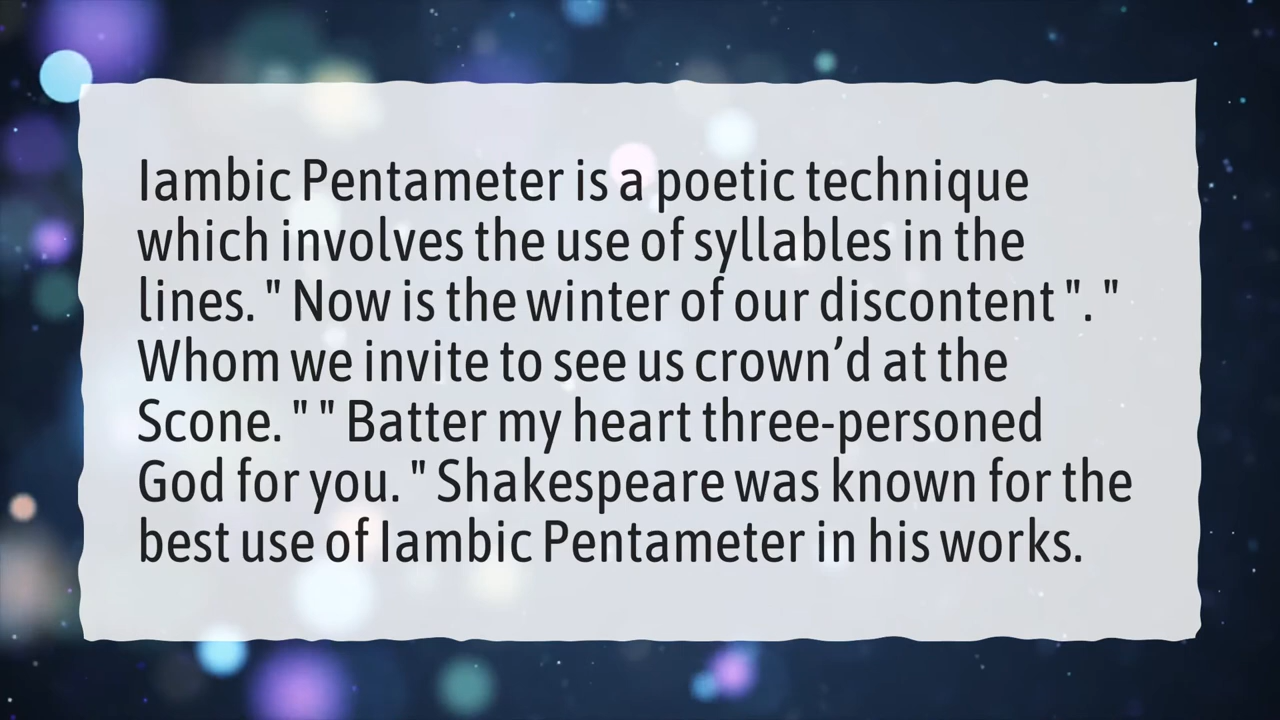 Iambic Pentameter is a poetic technique
which involves the use of syllables in the
lines. " Now is the winter of our discontent ". "
Whom we invite to see us crown’d at the
Scone. " " Batter my heart three-personed
God for you. " Shakespeare was known for the
best use of Iambic Pentameter in his works.